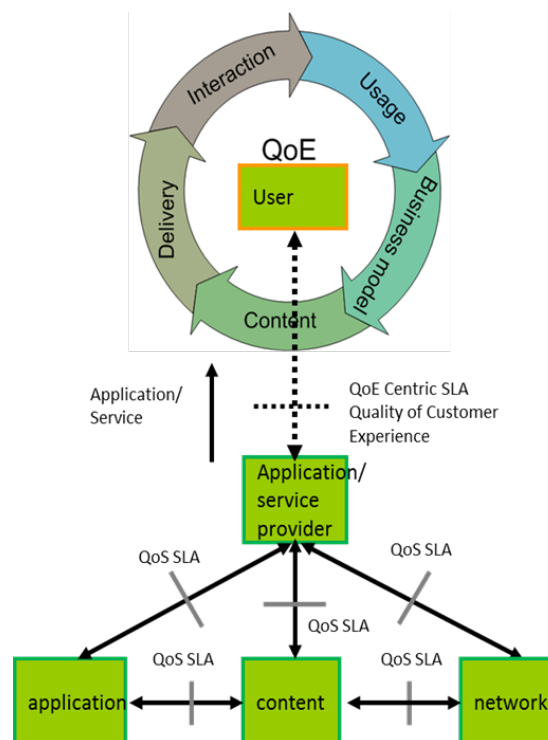 Interaction
Usage
QoE
User
Delivery
Business model
Content
Application/
Service
QoE Centric SLA
Quality of Customer
Experience
Application/
service
provider
QoS SLA
QoS SLA
QoS SLA
QoS SLA
QoS SLA
application
content
network